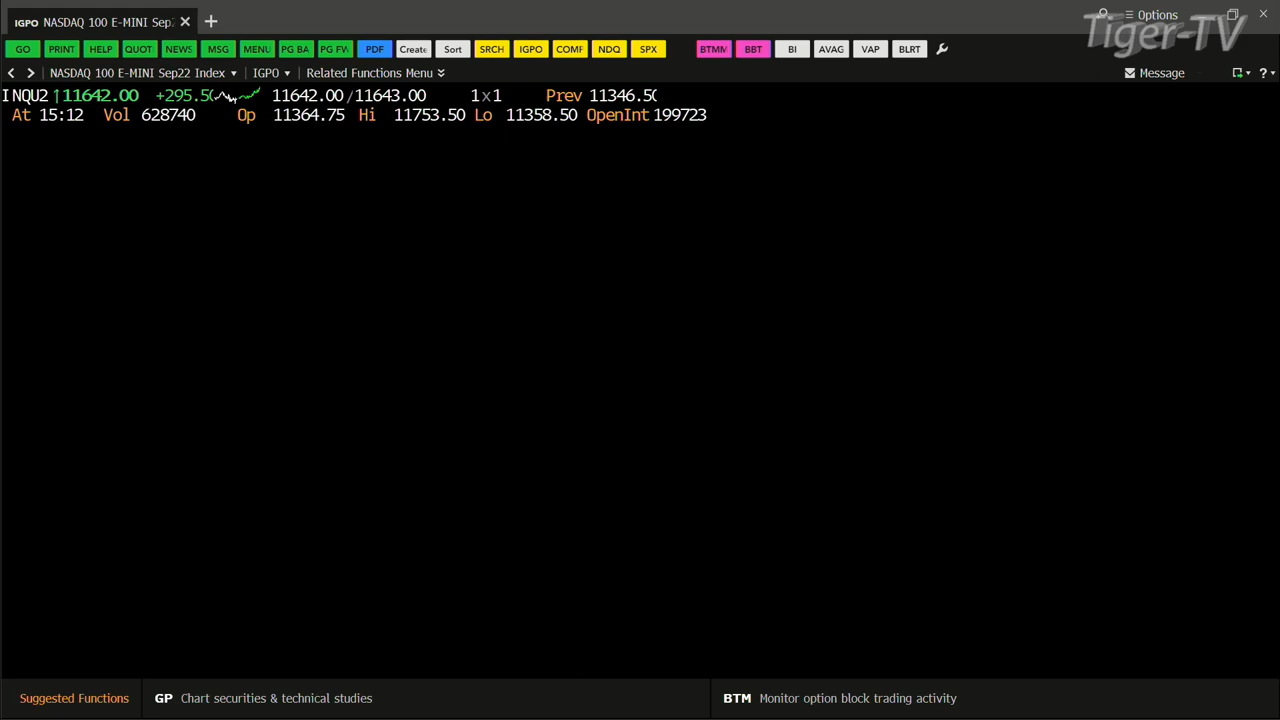 IGPO NASDAQ 100 E-MINI Sep2 × +
Options
Tiger-TV
GO PRINT HELP QUOT NEWS MSG MENU PG BA PG FW PDF Create Sort SRCH IGPO COMF NDQ SPX BTMM BBT BI AVAG VAP BLRT
NASDAQ 100 E-MINI Sep22 Index IGPO Related Functions Menu Message ?
INQU2 ↑11642.00 +295.50 11642.00/11643.00 1x1 Prev 11346.50
At 15:12 Vol 628740 Op 11364.75 Hi 11753.50 Lo 11358.50 OpenInt 199723
Suggested Functions GP Chart securities & technical studies BTM Monitor option block trading activity